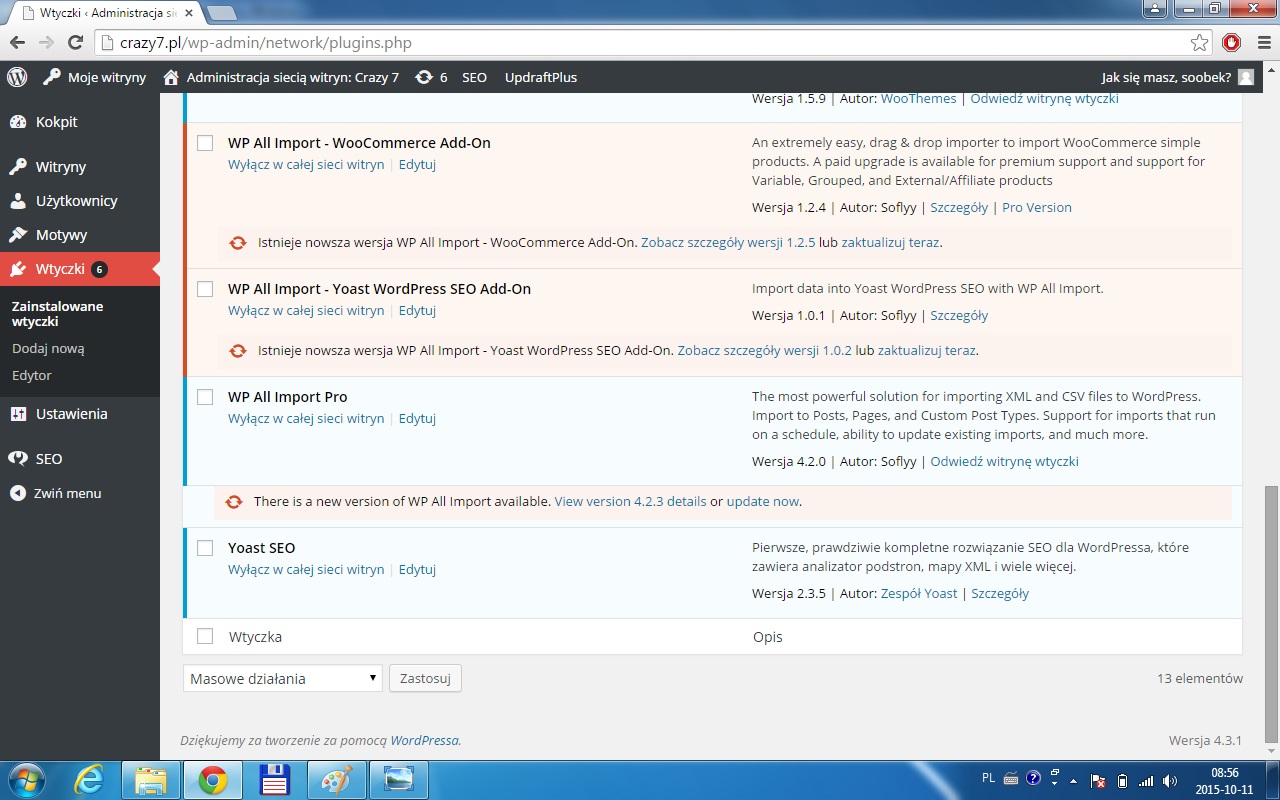 Wtyczki ‹ Administracja sie
crazy7.pl/wp-admin/network/plugins.php
Moje witryny Administracja siecią witryn: Crazy 7 6 SEO UpdraftPlus Jak się masz, soobek?
Kokpit
Witryny
Użytkownicy
Motywy
Wtyczki 6
Zainstalowane
wtyczki
Dodaj nową
Edytor
Ustawienia
SEO
Zwiń menu
Wersja 1.5.9 | Autor: WooThemes | Odwiedź witrynę wtyczki
WP All Import - WooCommerce Add-On
Wyłącz w całej sieci witryn | Edytuj
An extremely easy, drag & drop importer to import WooCommerce simple
products. A paid upgrade is available for premium support and support for
Variable, Grouped, and External/Affiliate products
Wersja 1.2.4 | Autor: Soflyy | Szczegóły | Pro Version
Istnieje nowsza wersja WP All Import - WooCommerce Add-On. Zobacz szczegóły wersji 1.2.5 lub zaktualizuj teraz.
WP All Import - Yoast WordPress SEO Add-On
Wyłącz w całej sieci witryn | Edytuj
Import data into Yoast WordPress SEO with WP All Import.
Wersja 1.0.1 | Autor: Soflyy | Szczegóły
Istnieje nowsza wersja WP All Import - Yoast WordPress SEO Add-On. Zobacz szczegóły wersji 1.0.2 lub zaktualizuj teraz.
WP All Import Pro
Wyłącz w całej sieci witryn | Edytuj
The most powerful solution for importing XML and CSV files to WordPress.
Import to Posts, Pages, and Custom Post Types. Support for imports that run
on a schedule, ability to update existing imports, and much more.
Wersja 4.2.0 | Autor: Soflyy | Odwiedź witrynę wtyczki
There is a new version of WP All Import available. View version 4.2.3 details or update now.
Yoast SEO
Wyłącz w całej sieci witryn | Edytuj
Pierwsze, prawdziwie kompletne rozwiązanie SEO dla WordPressa, które
zawiera analizator podstron, mapy XML i wiele więcej.
Wersja 2.3.5 | Autor: Zespół Yoast | Szczegóły
Wtyczka Opis
Masowe działania Zastosuj 13 elementów
Dziękujemy za tworzenie za pomocą WordPressa. Wersja 4.3.1
PL 08:56
2015-10-11